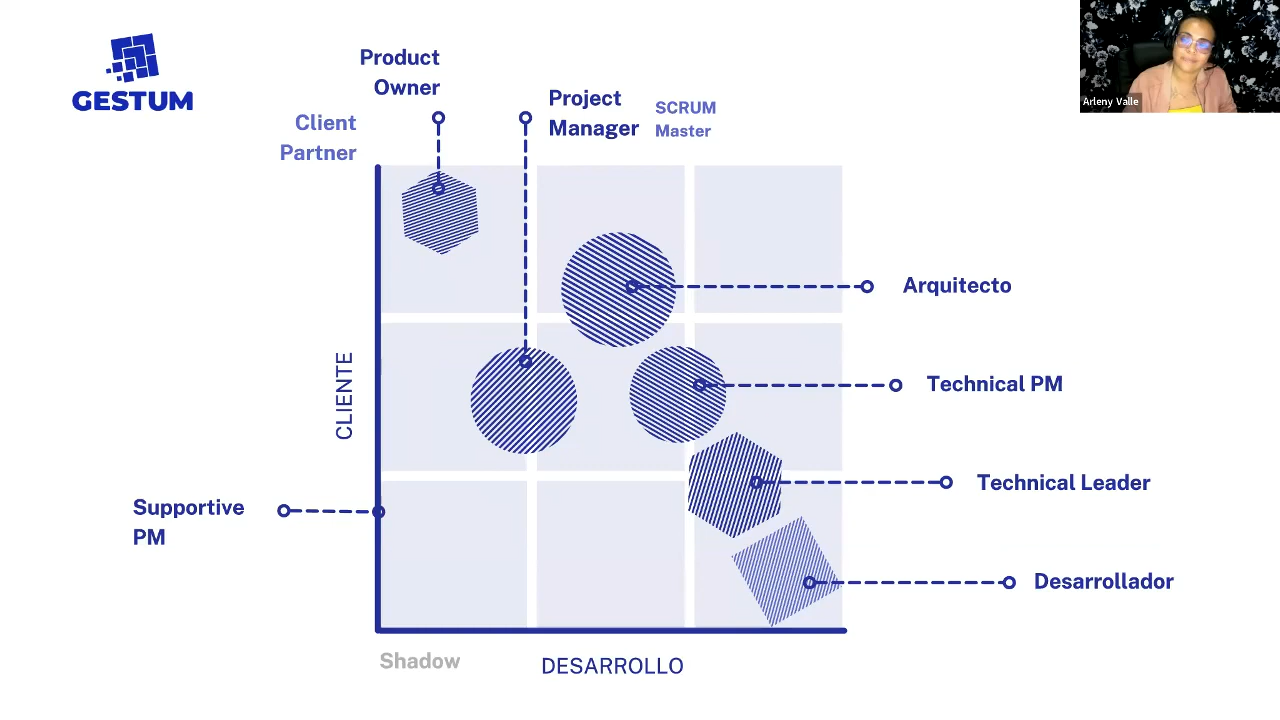 GESTUM
Product
Owner
Client
Partner
Project
Manager
SCRUM
Master
Arquitecto
Technical PM
Technical Leader
Desarrollador
CLIENTE
Supportive
PM
Shadow
DESARROLLO
Arleny Valle